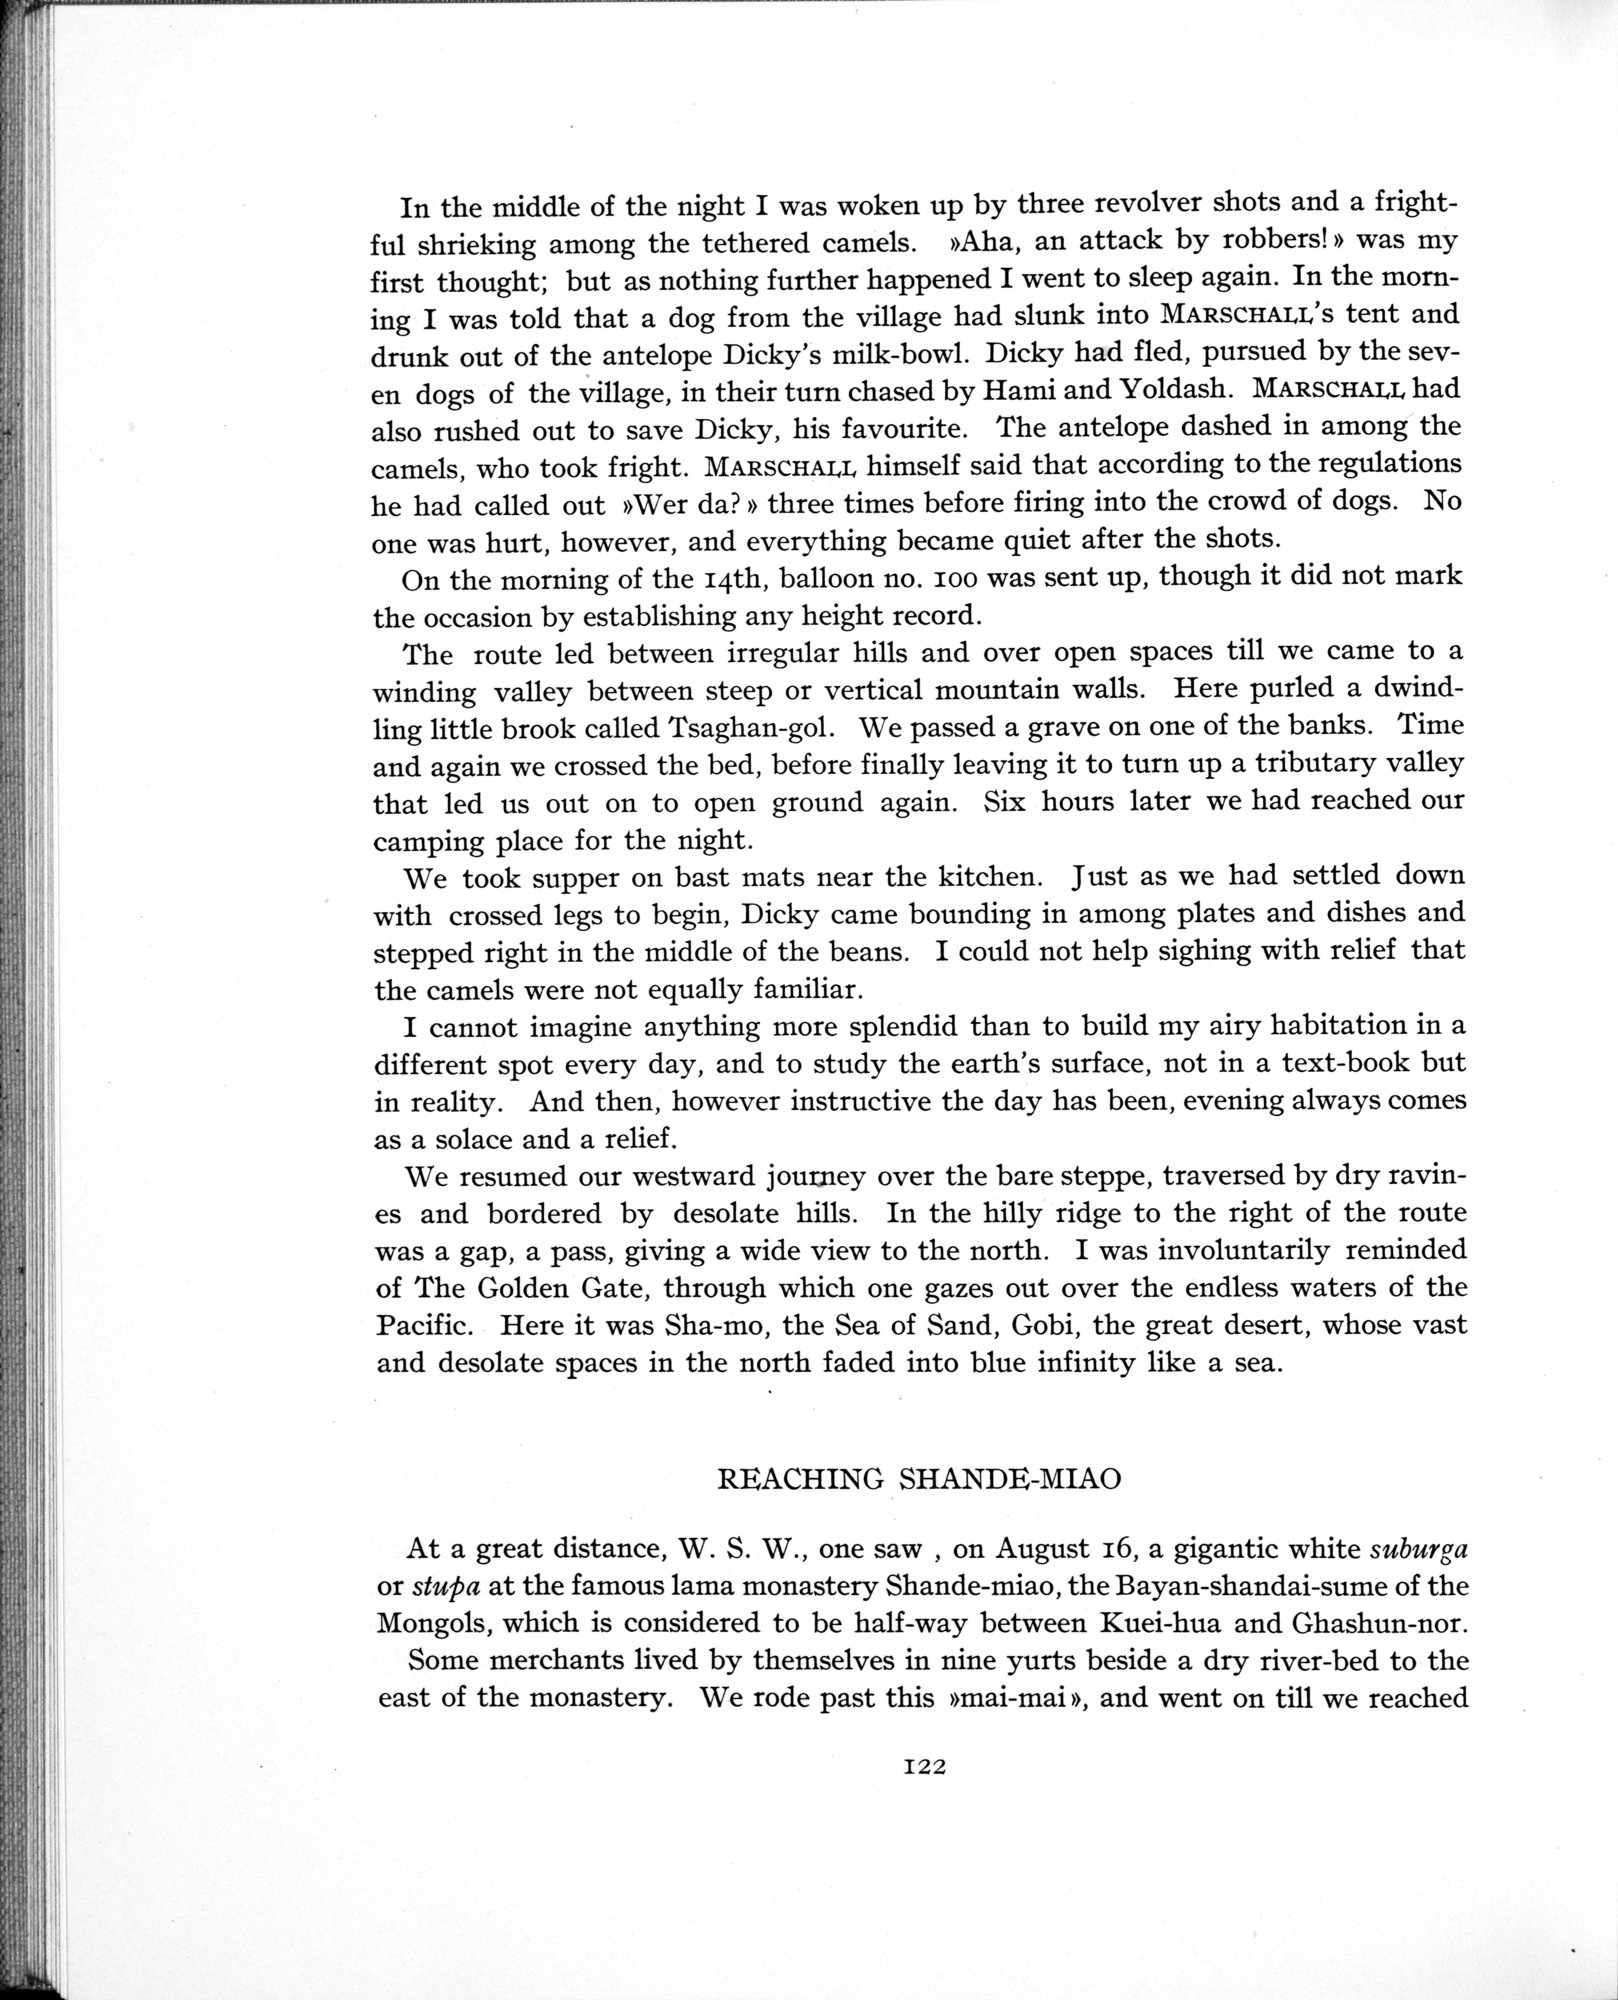 In the middle of the night I was woken up by three revolver shots and a fright-
ful shrieking among the tethered camels. »Aha, an attack by robbers!» was my
first thought; but as nothing further happened I went to sleep again. In the morn-
ing I was told that a dog from the village had slunk into MARSCHALL's tent and
drunk out of the antelope Dicky's milk-bowl. Dicky had fled, pursued by the sev-
en dogs of the village, in their turn chased by Hami and Yoldash. MARSCHALL had
also rushed out to save Dicky, his favourite. The antelope dashed in among the
camels, who took fright. MARSCHALL himself said that according to the regulations
he had called out »Wer da?» three times before firing into the crowd of dogs. No
one was hurt, however, and everything became quiet after the shots.
On the morning of the 14th, balloon no. 100 was sent up, though it did not mark
the occasion by establishing any height record.
The route led between irregular hills and over open spaces till we came to a
winding valley between steep or vertical mountain walls. Here purled a dwind-
ling little brook called Tsaghan-gol. We passed a grave on one of the banks. Time
and again we crossed the bed, before finally leaving it to turn up a tributary valley
that led us out on to open ground again. Six hours later we had reached our
camping place for the night.
We took supper on bast mats near the kitchen. Just as we had settled down
with crossed legs to begin, Dicky came bounding in among plates and dishes and
stepped right in the middle of the beans. I could not help sighing with relief that
the camels were not equally familiar.
I cannot imagine anything more splendid than to build my airy habitation in a
different spot every day, and to study the earth's surface, not in a text-book but
in reality. And then, however instructive the day has been, evening always comes
as a solace and a relief.
We resumed our westward journey over the bare steppe, traversed by dry ravin-
es and bordered by desolate hills. In the hilly ridge to the right of the route
was a gap, a pass, giving a wide view to the north. I was involuntarily reminded
of The Golden Gate, through which one gazes out over the endless waters of the
Pacific. Here it was Sha-mo, the Sea of Sand, Gobi, the great desert, whose vast
and desolate spaces in the north faded into blue infinity like a sea.
REACHING SHANDE-MIAO
At a great distance, W. S. W., one saw , on August 16, a gigantic white suburga
or stupa at the famous lama monastery Shande-miao, the Bayan-shandai-sume of the
Mongols, which is considered to be half-way between Kuei-hua and Ghashun-nor.
Some merchants lived by themselves in nine yurts beside a dry river-bed to the
east of the monastery. We rode past this »mai-mai», and went on till we reached
122